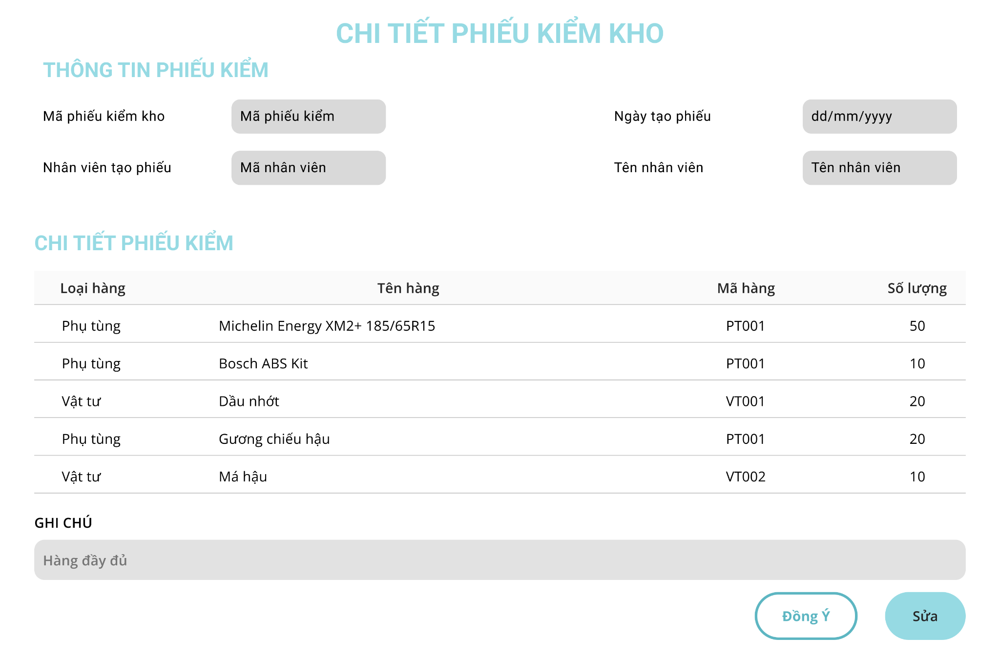 CHI TIẾT PHIẾU KIỂM KHO
THÔNG TIN PHIẾU KIỂM
Mã phiếu kiểm kho Mã phiếu kiểm Ngày tạo phiếu dd/mm/yyyy
Nhân viên tạo phiếu Mã nhân viên Tên nhân viên Tên nhân viên
CHI TIẾT PHIẾU KIỂM
Loại hàng Tên hàng Mã hàng Số lượng
Phụ tùng Michelin Energy XM2+ 185/65R15 PT001 50
Phụ tùng Bosch ABS Kit PT001 10
Vật tư Dầu nhớt VT001 20
Phụ tùng Gương chiếu hậu PT001 20
Vật tư Má hậu VT002 10
GHI CHÚ
Hàng đầy đủ
Đồng Ý Sửa